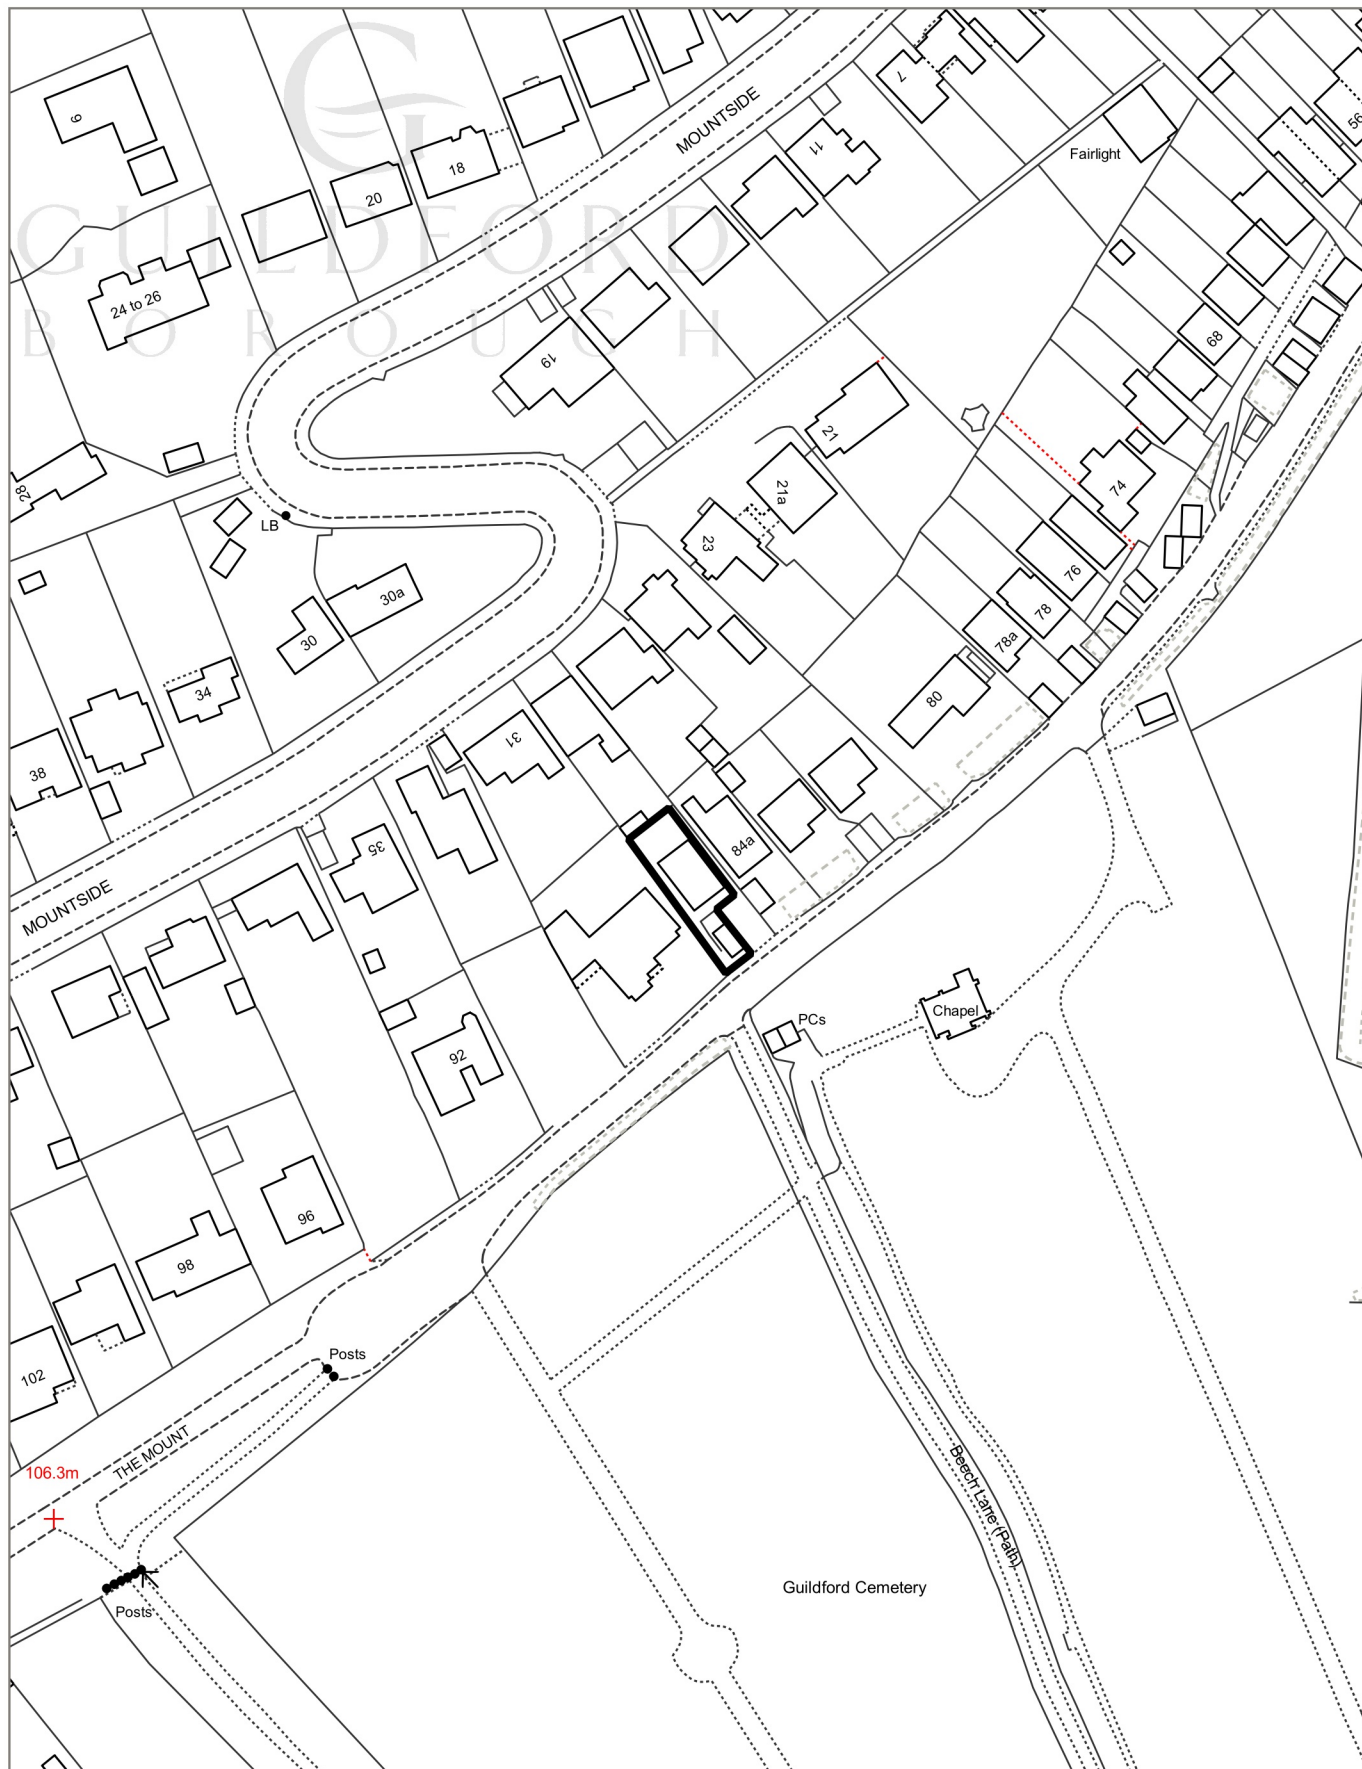 GUILDFORD
BOROUGH
6
7
MOUNTSIDE
11
56
Fairlight
18
20
24 to 26
19
68
21
28
21a
74
LB
23
76
30a
78
30
78a
34
80
31
38
84a
35
MOUNTSIDE
Chapel
PCs
92
96
98
Posts
102
THE MOUNT
106.3m
Beech Lane (Path)
Guildford Cemetery
Posts